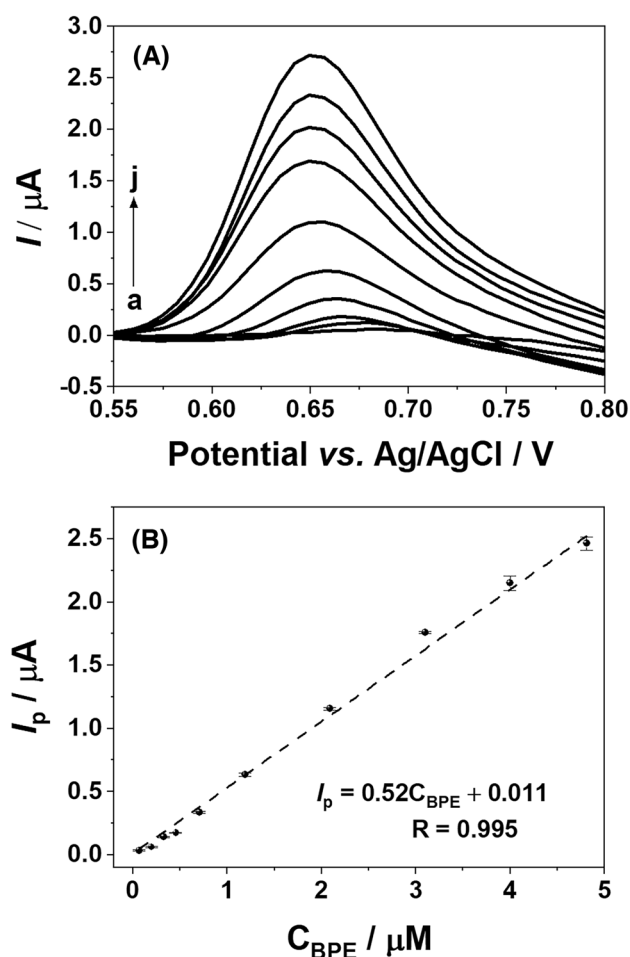 (A)
3.0
2.5
2.0
1.5
1.0
0.5
0.0
-0.5
I / μA
j
a
0.55 0.60 0.65 0.70 0.75 0.80
Potential vs. Ag/AgCl / V
(B)
2.5
2.0
1.5
1.0
0.5
0.0
Ip / μA
Ip = 0.52CBPE + 0.011
R = 0.995
0 1 2 3 4 5
CBPE / μM